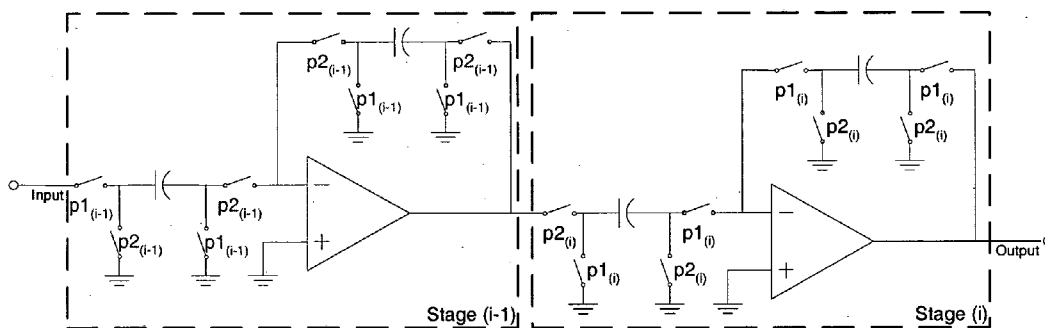 p2(i-1)
p2(i-1)
p1(i-1)
p1(i-1)
p1(i)
p1(i)
p2(i)
p2(i)
Input
p1(i-1)
p2(i-1)
p2(i-1)
p1(i-1)
−
+
p2(i)
p1(i)
p1(i)
p2(i)
−
+
Output
Stage (i-1)
Stage (i)